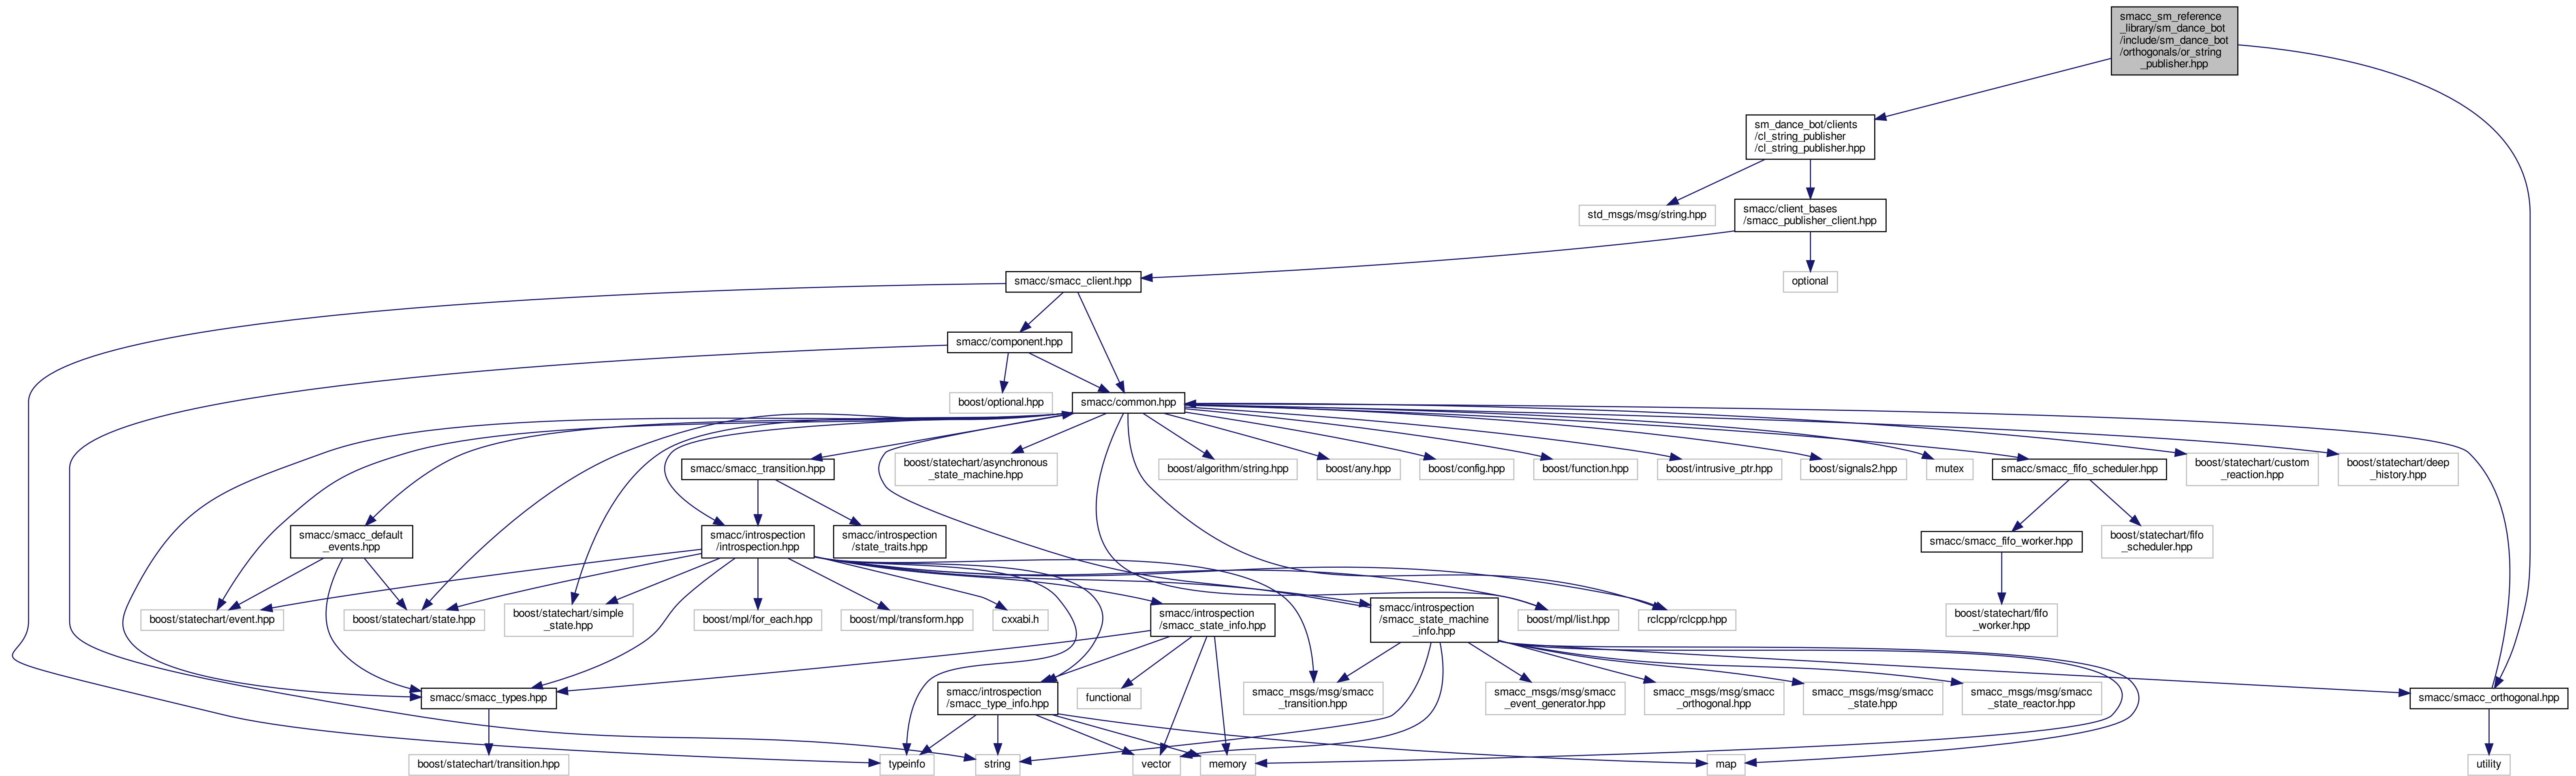 smacc_sm_reference
_library/sm_dance_bot
/include/sm_dance_bot
/orthogonals/or_string
_publisher.hpp
sm_dance_bot/clients
/cl_string_publisher
/cl_string_publisher.hpp
std_msgs/msg/string.hpp
smacc/client_bases
/smacc_publisher_client.hpp
smacc/smacc_client.hpp
optional
smacc/component.hpp
boost/optional.hpp
smacc/common.hpp
smacc/smacc_transition.hpp
boost/statechart/asynchronous
_state_machine.hpp
boost/algorithm/string.hpp
boost/any.hpp
boost/config.hpp
boost/function.hpp
boost/intrusive_ptr.hpp
boost/signals2.hpp
mutex
smacc/smacc_fifo_scheduler.hpp
boost/statechart/custom
_reaction.hpp
boost/statechart/deep
_history.hpp
smacc/smacc_default
_events.hpp
smacc/introspection
/introspection.hpp
smacc/introspection
/state_traits.hpp
smacc/smacc_fifo_worker.hpp
boost/statechart/fifo
_scheduler.hpp
boost/statechart/event.hpp
boost/statechart/state.hpp
boost/statechart/simple
_state.hpp
boost/mpl/for_each.hpp
boost/mpl/transform.hpp
cxxabi.h
smacc/introspection
/smacc_state_info.hpp
smacc/introspection
/smacc_state_machine
_info.hpp
boost/mpl/list.hpp
rclcpp/rclcpp.hpp
boost/statechart/fifo
_worker.hpp
smacc/smacc_types.hpp
smacc/introspection
/smacc_type_info.hpp
functional
smacc_msgs/msg/smacc
_transition.hpp
smacc_msgs/msg/smacc
_event_generator.hpp
smacc_msgs/msg/smacc
_orthogonal.hpp
smacc_msgs/msg/smacc
_state.hpp
smacc_msgs/msg/smacc
_state_reactor.hpp
smacc/smacc_orthogonal.hpp
boost/statechart/transition.hpp
typeinfo
string
vector
memory
map
utility